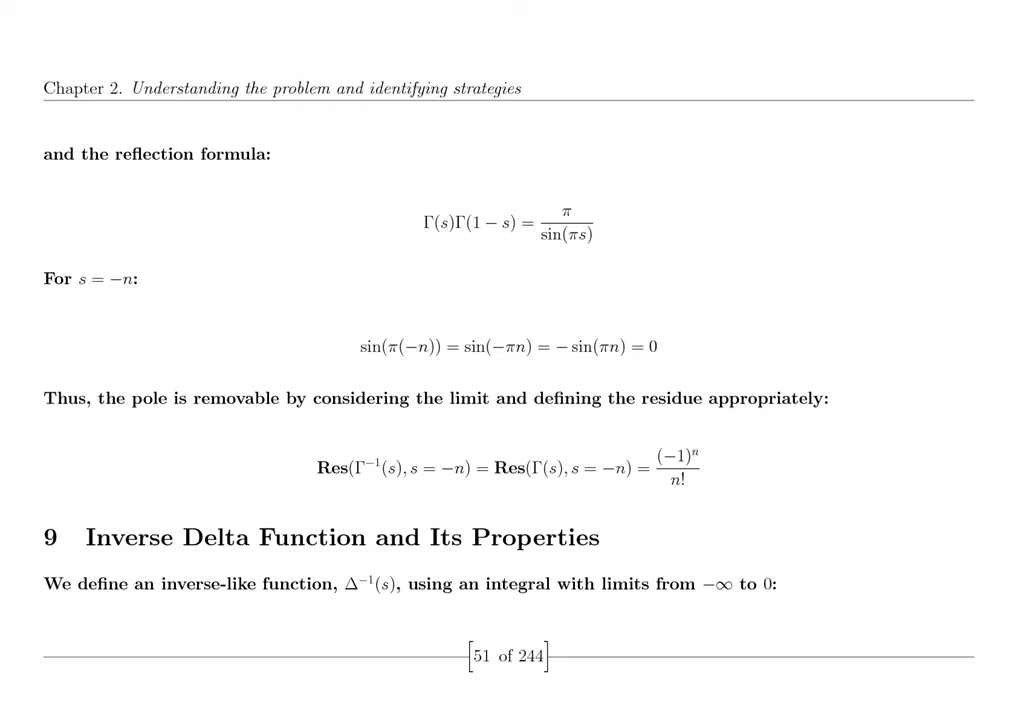 Chapter 2. Understanding the problem and identifying strategies
and the reflection formula:
Γ(s)Γ(1 − s) = π / sin(πs)
For s = −n:
sin(π(−n)) = sin(−πn) = − sin(πn) = 0
Thus, the pole is removable by considering the limit and defining the residue appropriately:
Res(Γ⁻¹(s), s = −n) = Res(Γ(s), s = −n) = (−1)ⁿ / n!
9 Inverse Delta Function and Its Properties
We define an inverse-like function, Δ⁻¹(s), using an integral with limits from −∞ to 0:
[51 of 244]